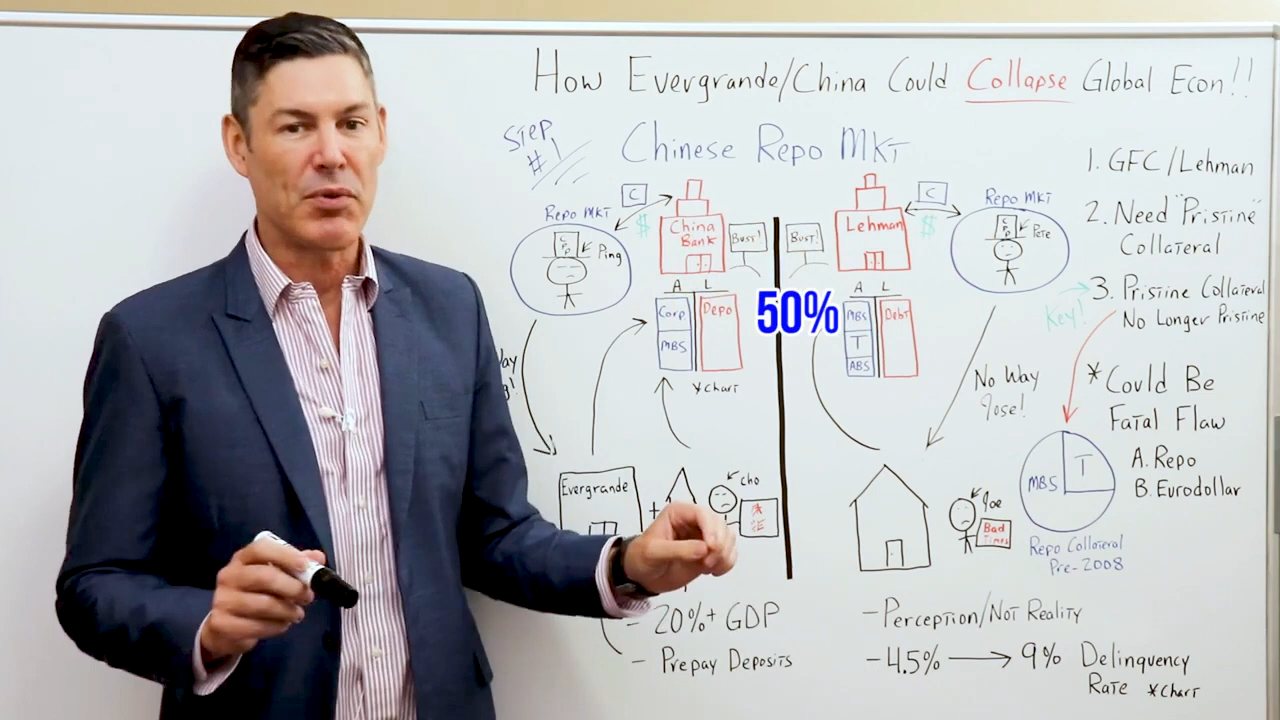 How Evergrande/China Could Collapse Global Econ!!
STEP #1
Chinese Repo MKT
Repo MKT
C
$
China Bank
Bust!
CP
Ping
A L
Corp
MBS
Depo
*Chart
Evergrande
+
cho
- 20%+ GDP
- Prepay Deposits
50%
Bust!
Lehman
C
$
Repo MKT
CP
Pete
A L
MBS
T
ABS
Debt
No Way
Jose!
Joe
Bad
Times
- Perception/Not Reality
- 4.5% → 9% Delinquency
Rate *Chart
1. GFC/Lehman
2. Need "Pristine"
Collateral
Key!
3. Pristine Collateral
No Longer Pristine
* Could Be
Fatal Flaw
A. Repo
B. Eurodollar
MBS
T
Repo Collateral
Pre-2008